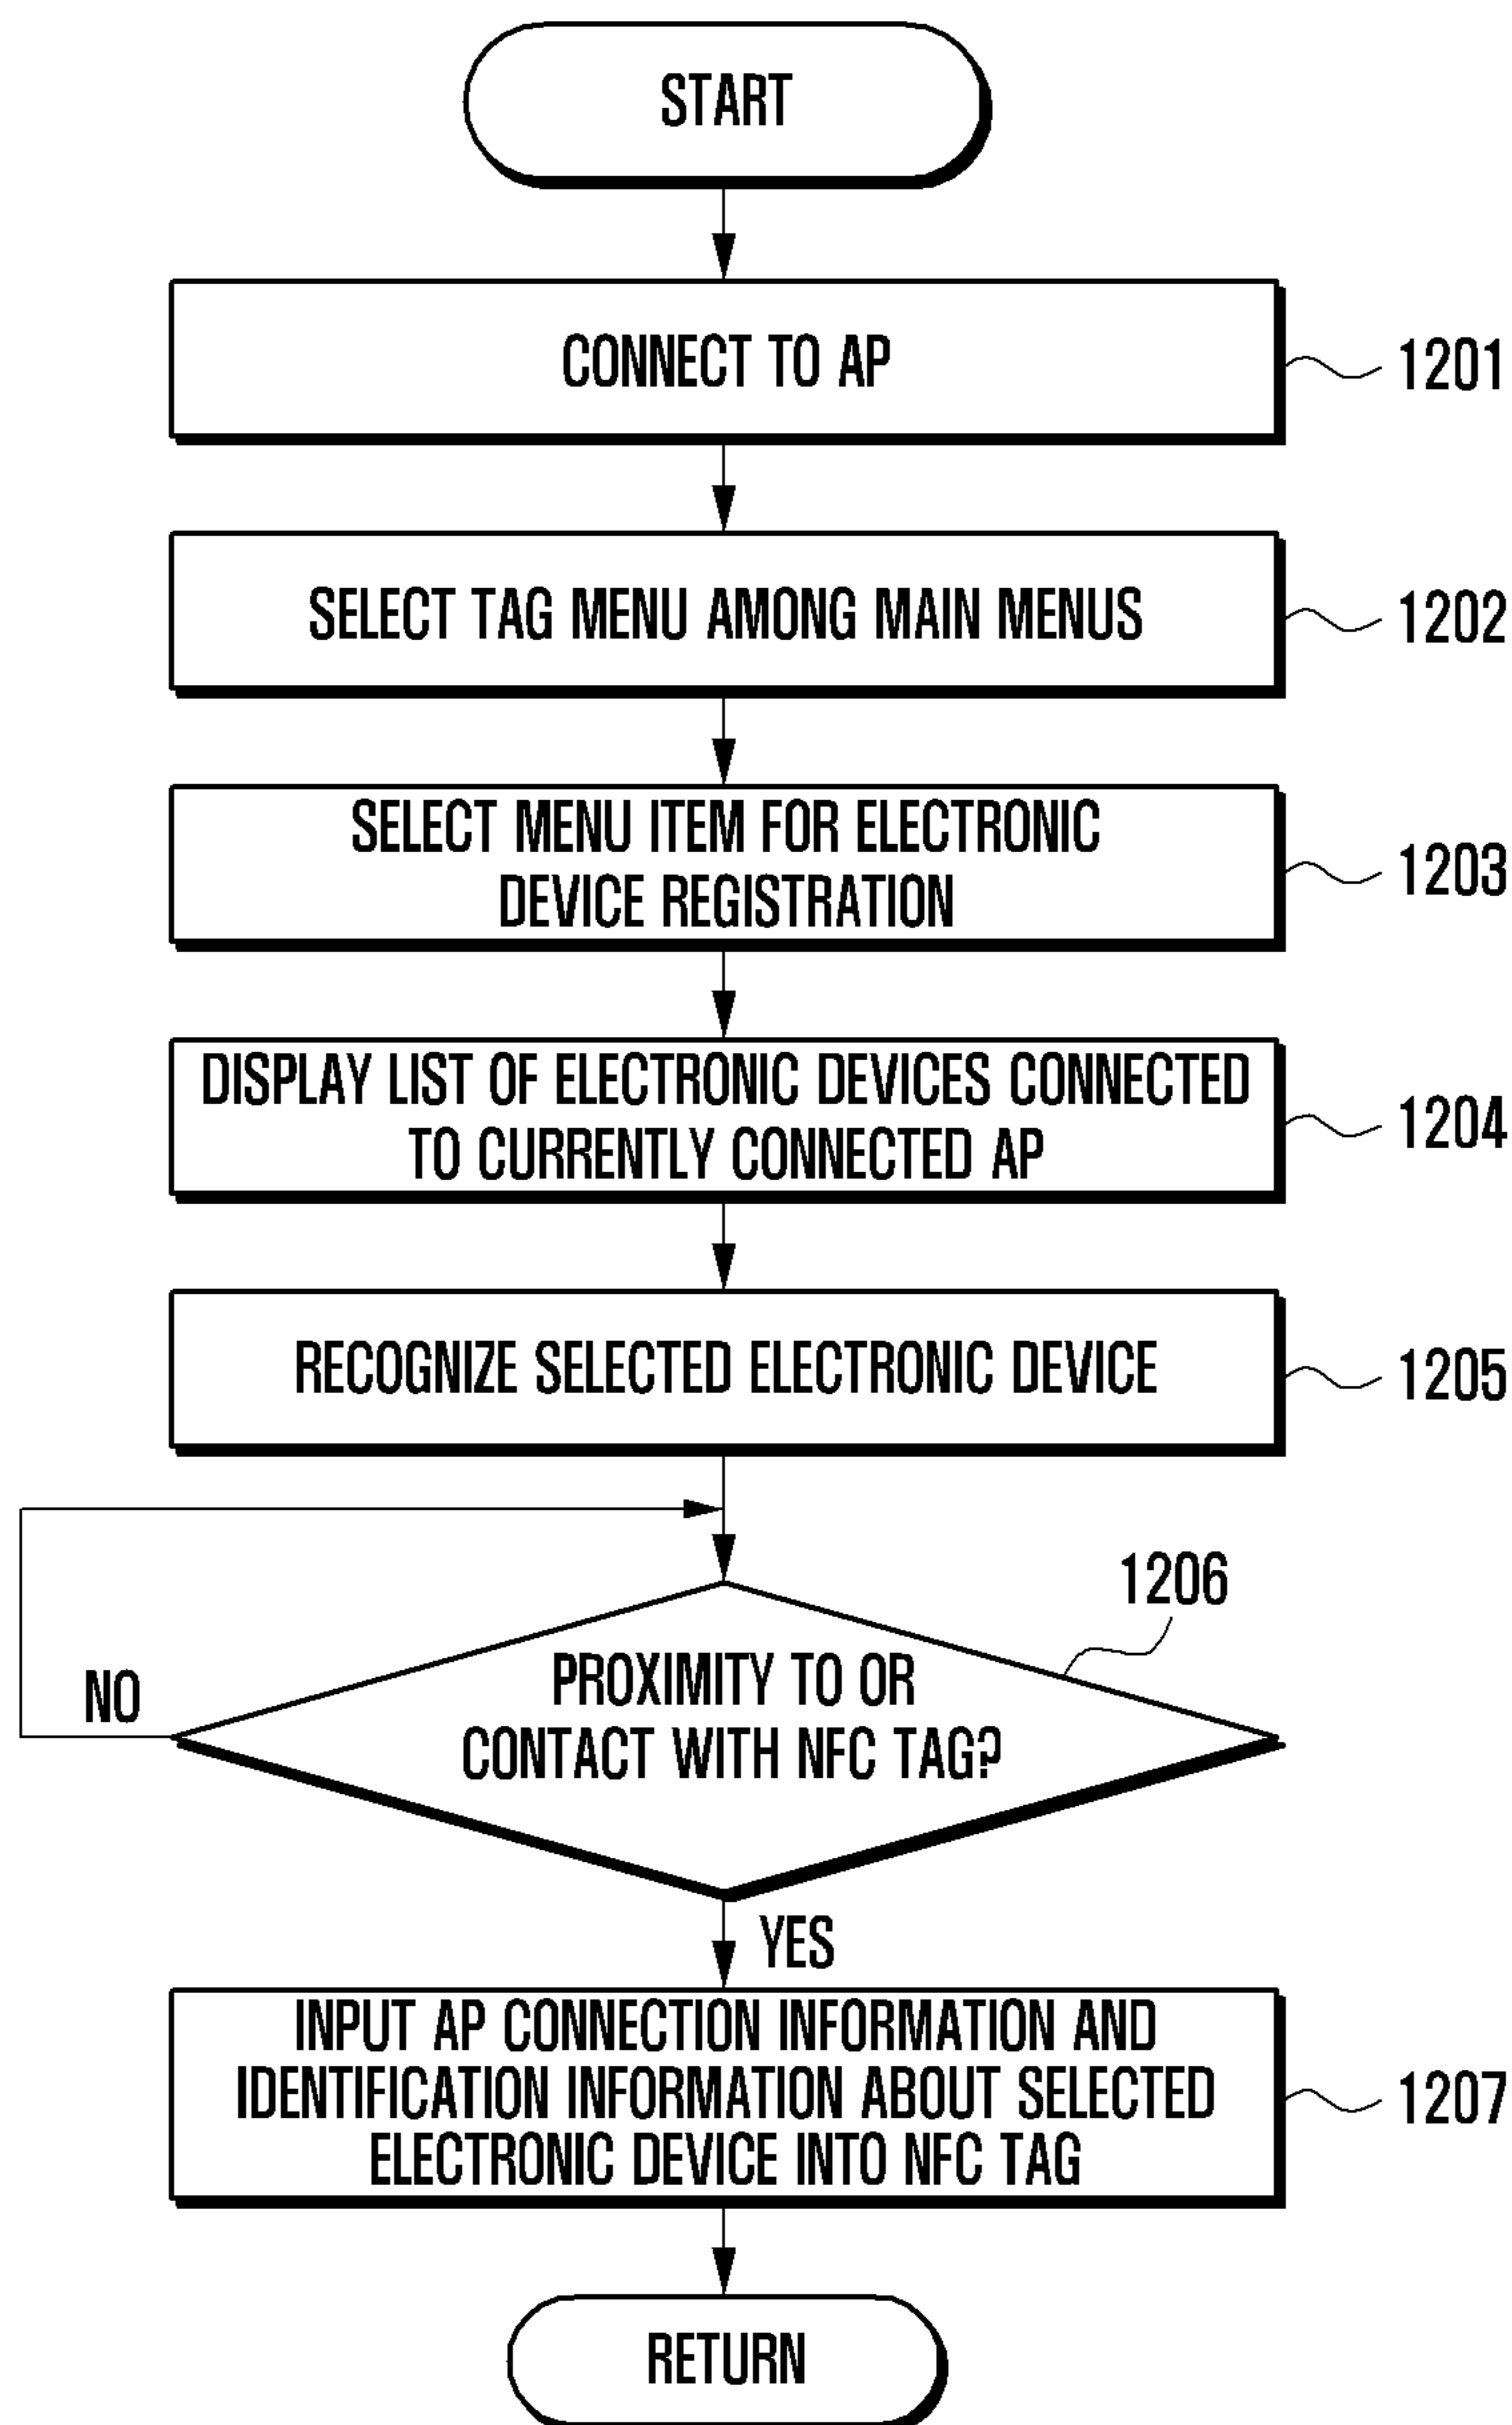 START
CONNECT TO AP
1201
SELECT TAG MENU AMONG MAIN MENUS
1202
SELECT MENU ITEM FOR ELECTRONIC
DEVICE REGISTRATION
1203
DISPLAY LIST OF ELECTRONIC DEVICES CONNECTED
TO CURRENTLY CONNECTED AP
1204
RECOGNIZE SELECTED ELECTRONIC DEVICE
1205
1206
PROXIMITY TO OR
CONTACT WITH NFC TAG?
NO
YES
INPUT AP CONNECTION INFORMATION AND
IDENTIFICATION INFORMATION ABOUT SELECTED
ELECTRONIC DEVICE INTO NFC TAG
1207
RETURN